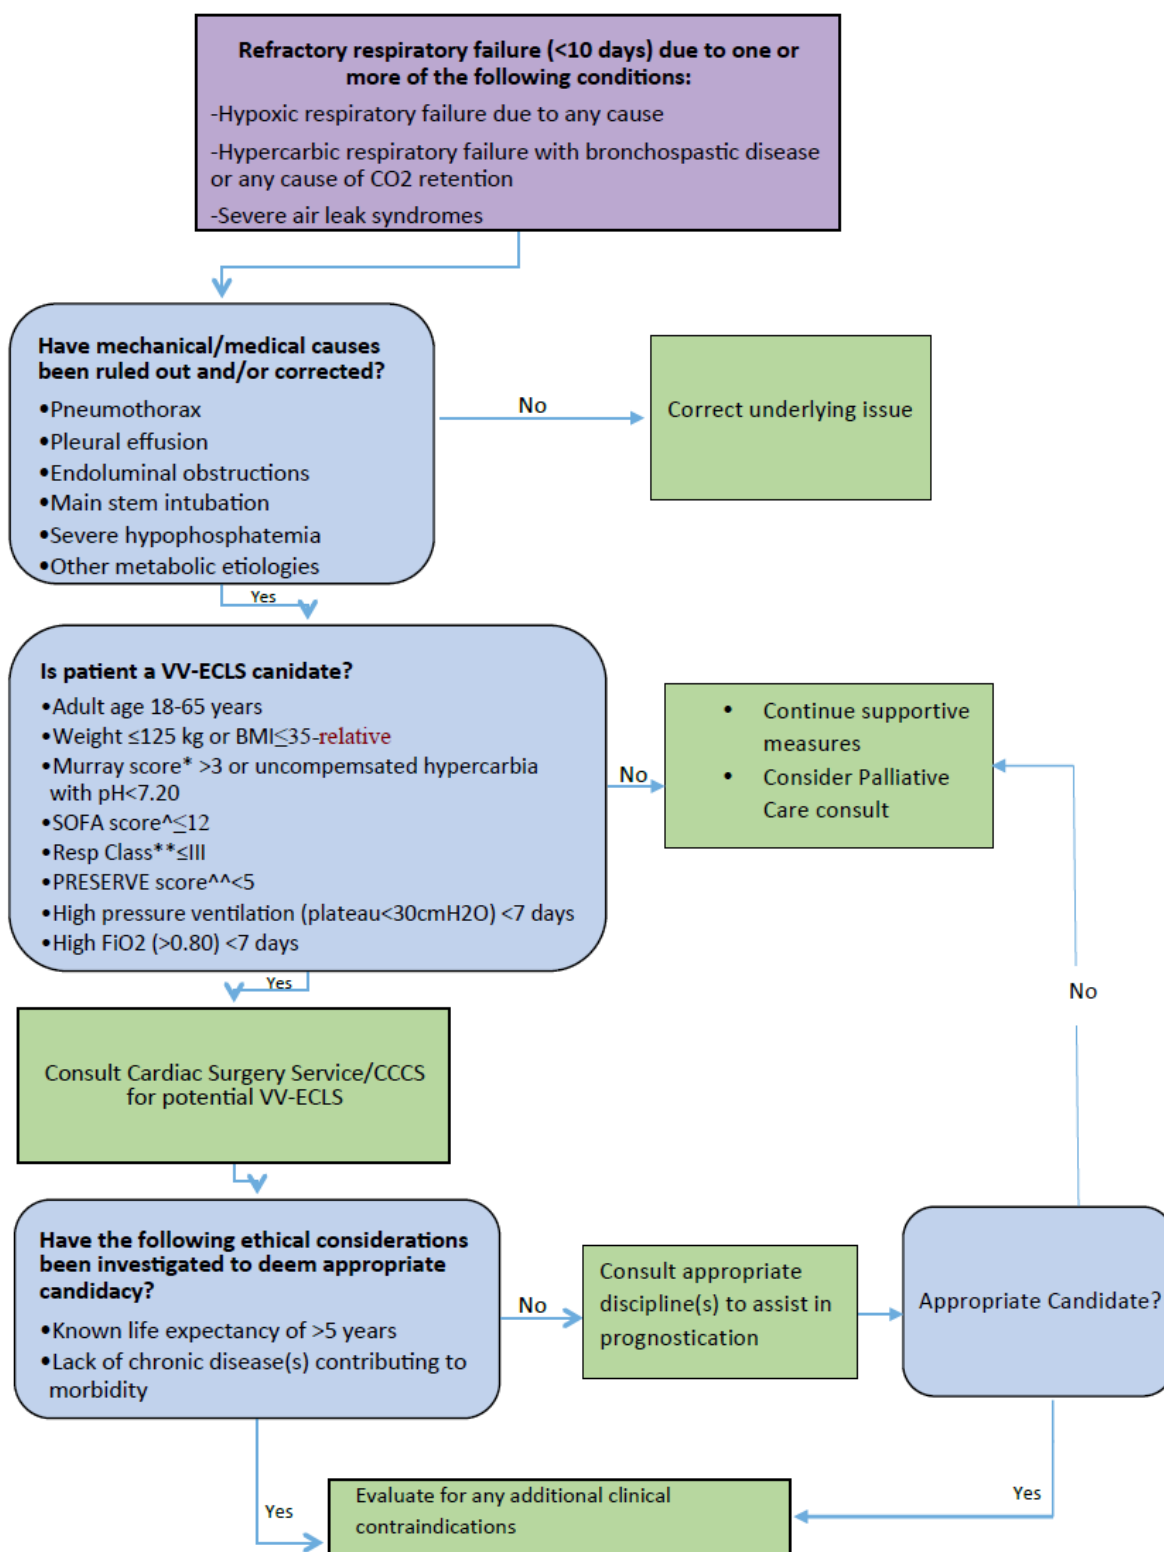 Refractory respiratory failure (<10 days) due to one or
more of the following conditions:
-Hypoxic respiratory failure due to any cause
-Hypercarbic respiratory failure with bronchospastic disease
or any cause of CO2 retention
-Severe air leak syndromes
Have mechanical/medical causes
been ruled out and/or corrected?
•Pneumothorax
•Pleural effusion
•Endoluminal obstructions
•Main stem intubation
•Severe hypophosphatemia
•Other metabolic etiologies
No
Correct underlying issue
Yes
Is patient a VV-ECLS canidate?
•Adult age 18-65 years
•Weight ≤125 kg or BMI≤35-relative
•Murray score* >3 or uncompemsated hypercarbia
with pH<7.20
•SOFA score^≤12
•Resp Class**≤III
•PRESERVE score^^<5
•High pressure ventilation (plateau<30cmH2O) <7 days
•High FiO2 (>0.80) <7 days
No
• Continue supportive
measures
• Consider Palliative
Care consult
Yes
No
Consult Cardiac Surgery Service/CCCS
for potential VV-ECLS
Have the following ethical considerations
been investigated to deem appropriate
candidacy?
•Known life expectancy of >5 years
•Lack of chronic disease(s) contributing to
morbidity
No
Consult appropriate
discipline(s) to assist in
prognostication
Appropriate Candidate?
Yes
Yes
Evaluate for any additional clinical
contraindications